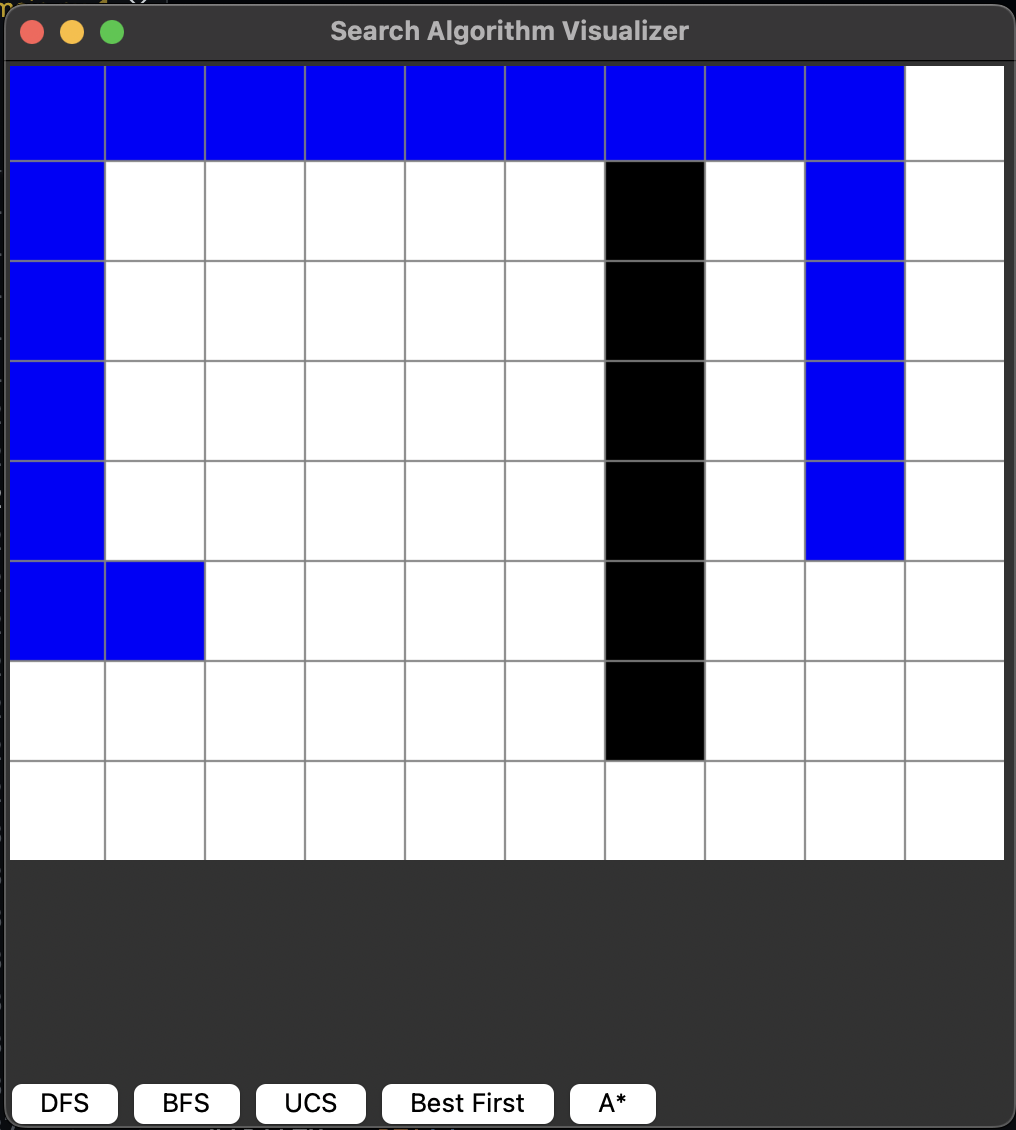 Search Algorithm Visualizer
DFS BFS UCS Best First A*